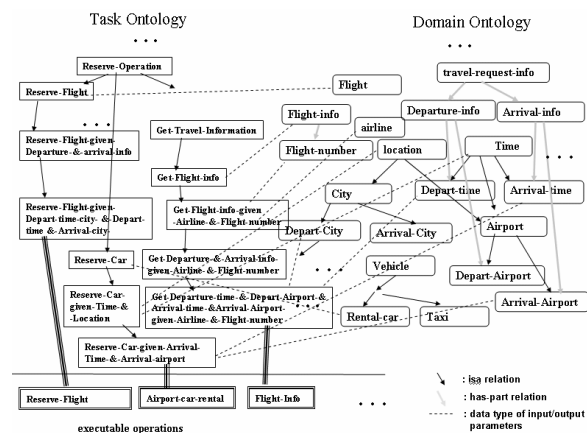 Task Ontology
Domain Ontology
Reserve-Operation
Reserve-Flight
Reserve-Flight-given-
Departure-&-arrival-info
Reserve-Flight-given-
Depart-time-city- & -Depart-
time &Arrival-city-
Reserve-Car
Reserve-Car-
given-Time-&
-Location
Reserve-Car-given-Arrival-
Time-&-Arrival-airport
Get-Travel-Information
Get-Flight-info
Get-Flight-info-given
-Airline-&-Flight-number
Get-Departure-&-Arrival-Info-
given-Airline-&-Flight-number
Get-Departure-time-&-Depart-Airport-&
Arrival-time-&Arrival-Airport-
given-Airline-&-Flight-number
Flight
Flight-info
airline
Flight-number
location
City
Depart-City
Arrival-City
Vehicle
Rental-car
Taxi
travel-request-info
Departure-info
Arrival-info
Time
Depart-time
Arrival-time
Airport
Depart-Airport
Arrival-Airport
Reserve-Flight
Airport-car-rental
Flight-Info
executable operations
: isa relation
: has-part relation
: data type of input/output
parameters